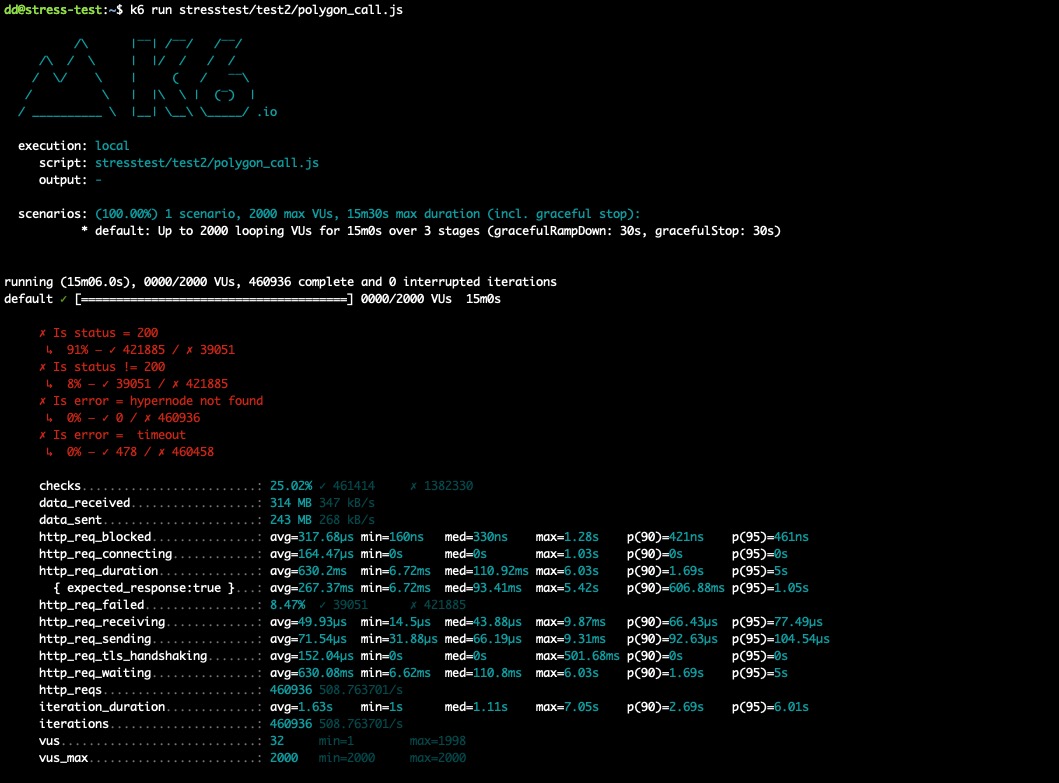 dd@stress-test:~$ k6 run stresstest/test2/polygon_call.js
          /\      |‾‾| /‾‾/   /‾‾/
     /\  /  \     |  |/  /   /  /
    /  \/    \    |     (   /   ‾‾\
   /          \   |  |\  \ |  (‾)  |
  / __________ \  |__| \__\ \_____/ .io
  execution: local
     script: stresstest/test2/polygon_call.js
     output: -
  scenarios: (100.00%) 1 scenario, 2000 max VUs, 15m30s max duration (incl. graceful stop):
           * default: Up to 2000 looping VUs for 15m0s over 3 stages (gracefulRampDown: 30s, gracefulStop: 30s)
running (15m06.0s), 0000/2000 VUs, 460936 complete and 0 interrupted iterations
default ✓ [======================================] 0000/2000 VUs  15m0s
     ✗ Is status = 200
      ↳  91% — ✓ 421885 / ✗ 39051
     ✗ Is status != 200
      ↳  8% — ✓ 39051 / ✗ 421885
     ✗ Is error = hypernode not found
      ↳  0% — ✓ 0 / ✗ 460936
     ✗ Is error =  timeout
      ↳  0% — ✓ 478 / ✗ 460458
     checks.........................: 25.02% ✓ 461414     ✗ 1382330
     data_received..................: 314 MB 347 kB/s
     data_sent......................: 243 MB 268 kB/s
     http_req_blocked...............: avg=317.68µs min=160ns   med=330ns    max=1.28s    p(90)=421ns    p(95)=461ns
     http_req_connecting............: avg=164.47µs min=0s      med=0s       max=1.03s    p(90)=0s       p(95)=0s
     http_req_duration..............: avg=630.2ms  min=6.72ms  med=110.92ms max=6.03s    p(90)=1.69s    p(95)=5s
       { expected_response:true }...: avg=267.37ms min=6.72ms  med=93.41ms  max=5.42s    p(90)=606.88ms p(95)=1.05s
     http_req_failed................: 8.47%  ✓ 39051      ✗ 421885
     http_req_receiving.............: avg=49.93µs  min=14.5µs  med=43.88µs  max=9.87ms   p(90)=66.43µs  p(95)=77.49µs
     http_req_sending...............: avg=71.54µs  min=31.88µs med=66.19µs  max=9.31ms   p(90)=92.63µs  p(95)=104.54µs
     http_req_tls_handshaking.......: avg=152.04µs min=0s      med=0s       max=501.68ms p(90)=0s       p(95)=0s
     http_req_waiting...............: avg=630.08ms min=6.62ms  med=110.8ms  max=6.03s    p(90)=1.69s    p(95)=5s
     http_reqs......................: 460936 508.763701/s
     iteration_duration.............: avg=1.63s    min=1s      med=1.11s    max=7.05s    p(90)=2.69s    p(95)=6.01s
     iterations.....................: 460936 508.763701/s
     vus............................: 32     min=1        max=1998
     vus_max........................: 2000   min=2000     max=2000